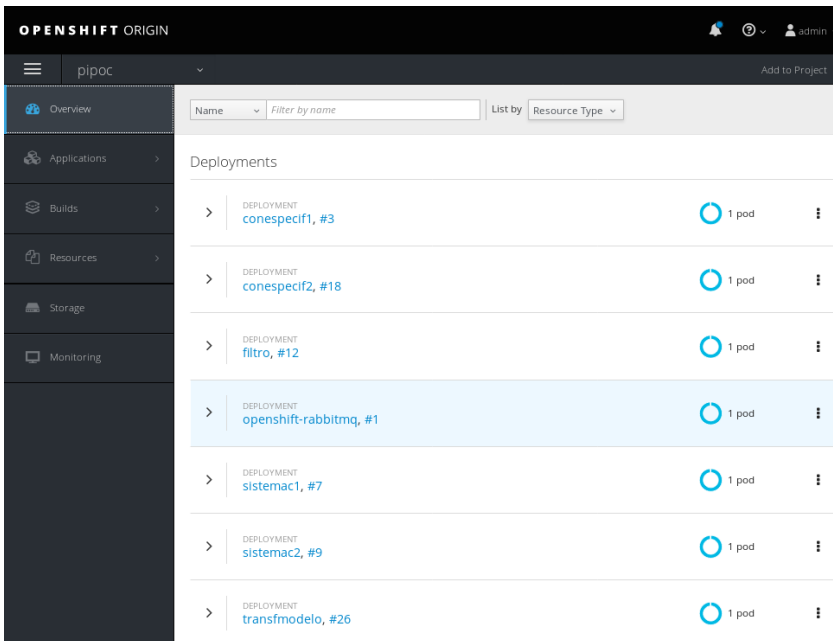 OPENSHIFT ORIGIN
admin
pipoc
Add to Project
Overview
Applications
Builds
Resources
Storage
Monitoring
Name
Filter by name
List by
Resource Type
Deployments
DEPLOYMENT
conespecif1, #3
1 pod
DEPLOYMENT
conespecif2, #18
1 pod
DEPLOYMENT
filtro, #12
1 pod
DEPLOYMENT
openshift-rabbitmq, #1
1 pod
DEPLOYMENT
sistemac1, #7
1 pod
DEPLOYMENT
sistemac2, #9
1 pod
DEPLOYMENT
transfmodelo, #26
1 pod